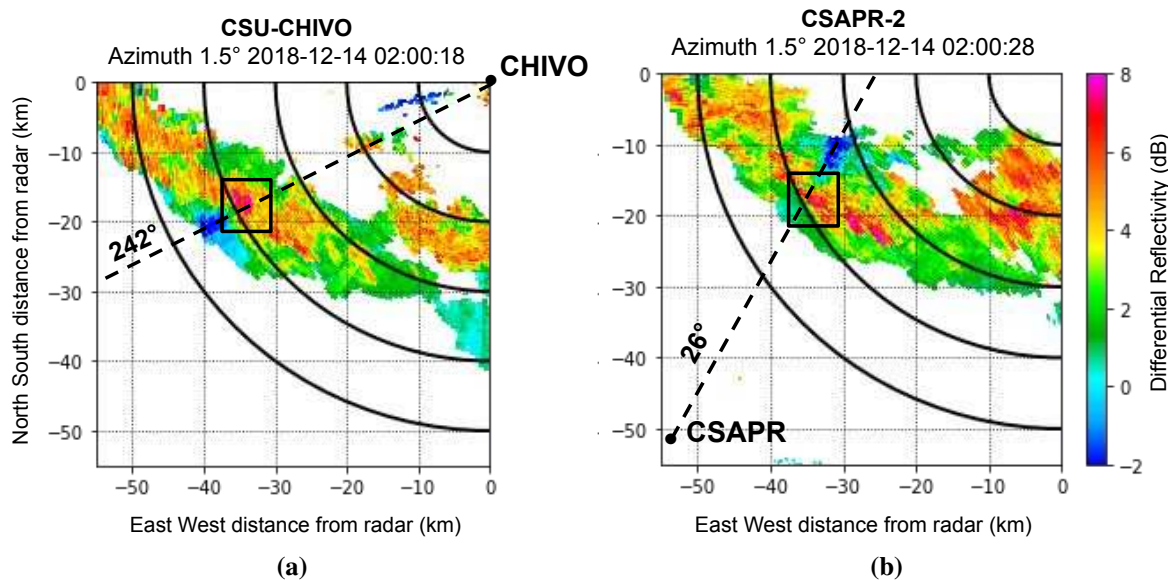 CSU-CHIVO
Azimuth 1.5° 2018-12-14 02:00:18
CHIVO
North South distance from radar (km)
0
−10
−20
−30
−40
−50
242°
−50 −40 −30 −20 −10 0
East West distance from radar (km)
(a)
CSAPR-2
Azimuth 1.5° 2018-12-14 02:00:28
0
−10
−20
−30
−40
−50
26°
CSAPR
−50 −40 −30 −20 −10 0
East West distance from radar (km)
(b)
8
6
4
2
0
−2
Differential Reflectivity (dB)